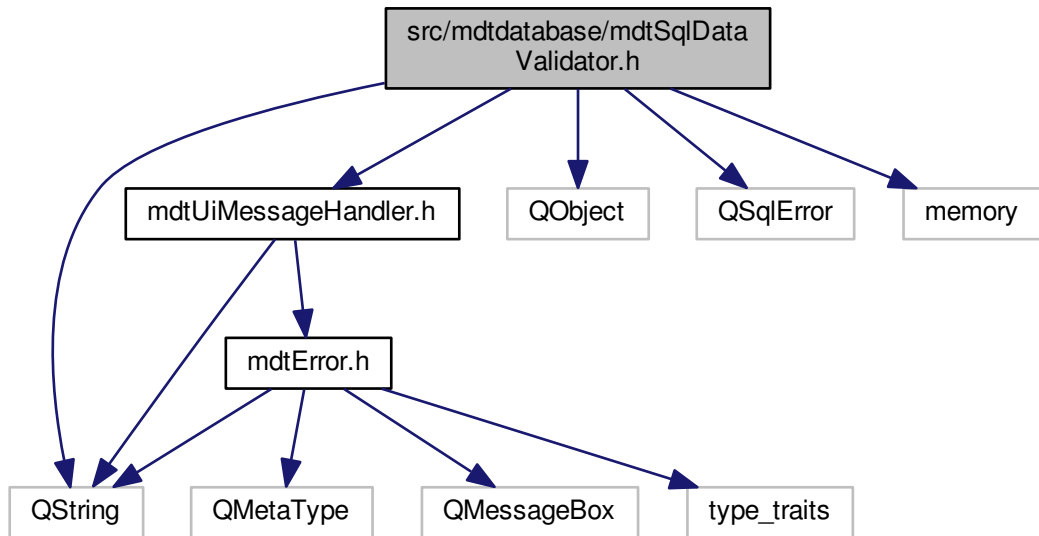 src/mdtdatabase/mdtSqlData
Validator.h
mdtUiMessageHandler.h
QObject
QSqlError
memory
mdtError.h
QString
QMetaType
QMessageBox
type_traits